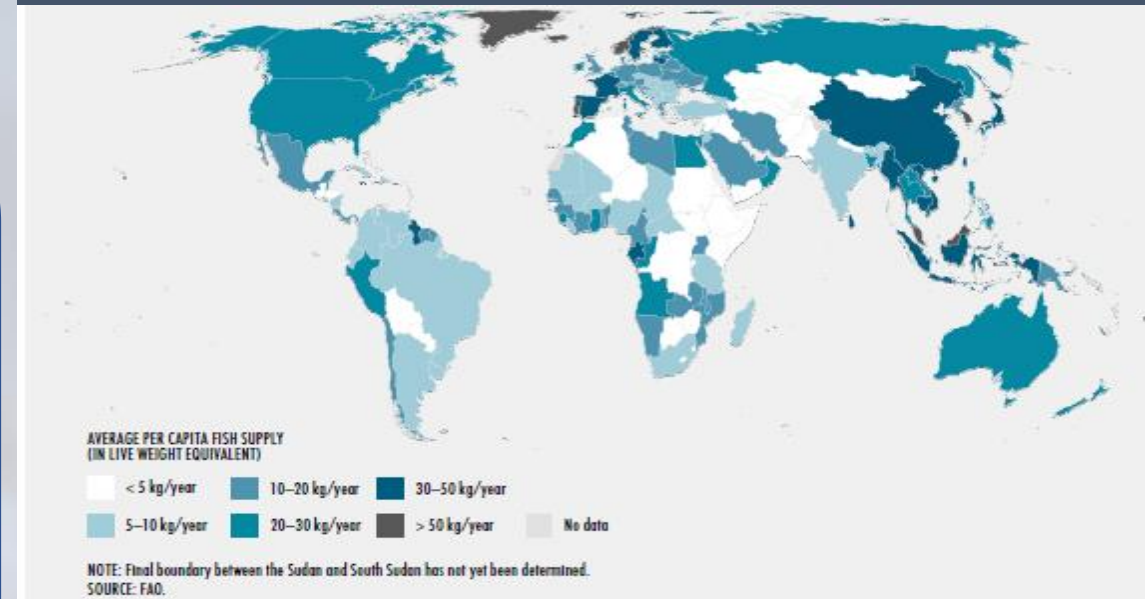 AVERAGE PER CAPITA FISH SUPPLY
(IN LIVE WEIGHT EQUIVALENT)
< 5 kg/year
10–20 kg/year
30–50 kg/year
5–10 kg/year
20–30 kg/year
> 50 kg/year
No data
NOTE: Final boundary between the Sudan and South Sudan has not yet been determined.
SOURCE: FAO.